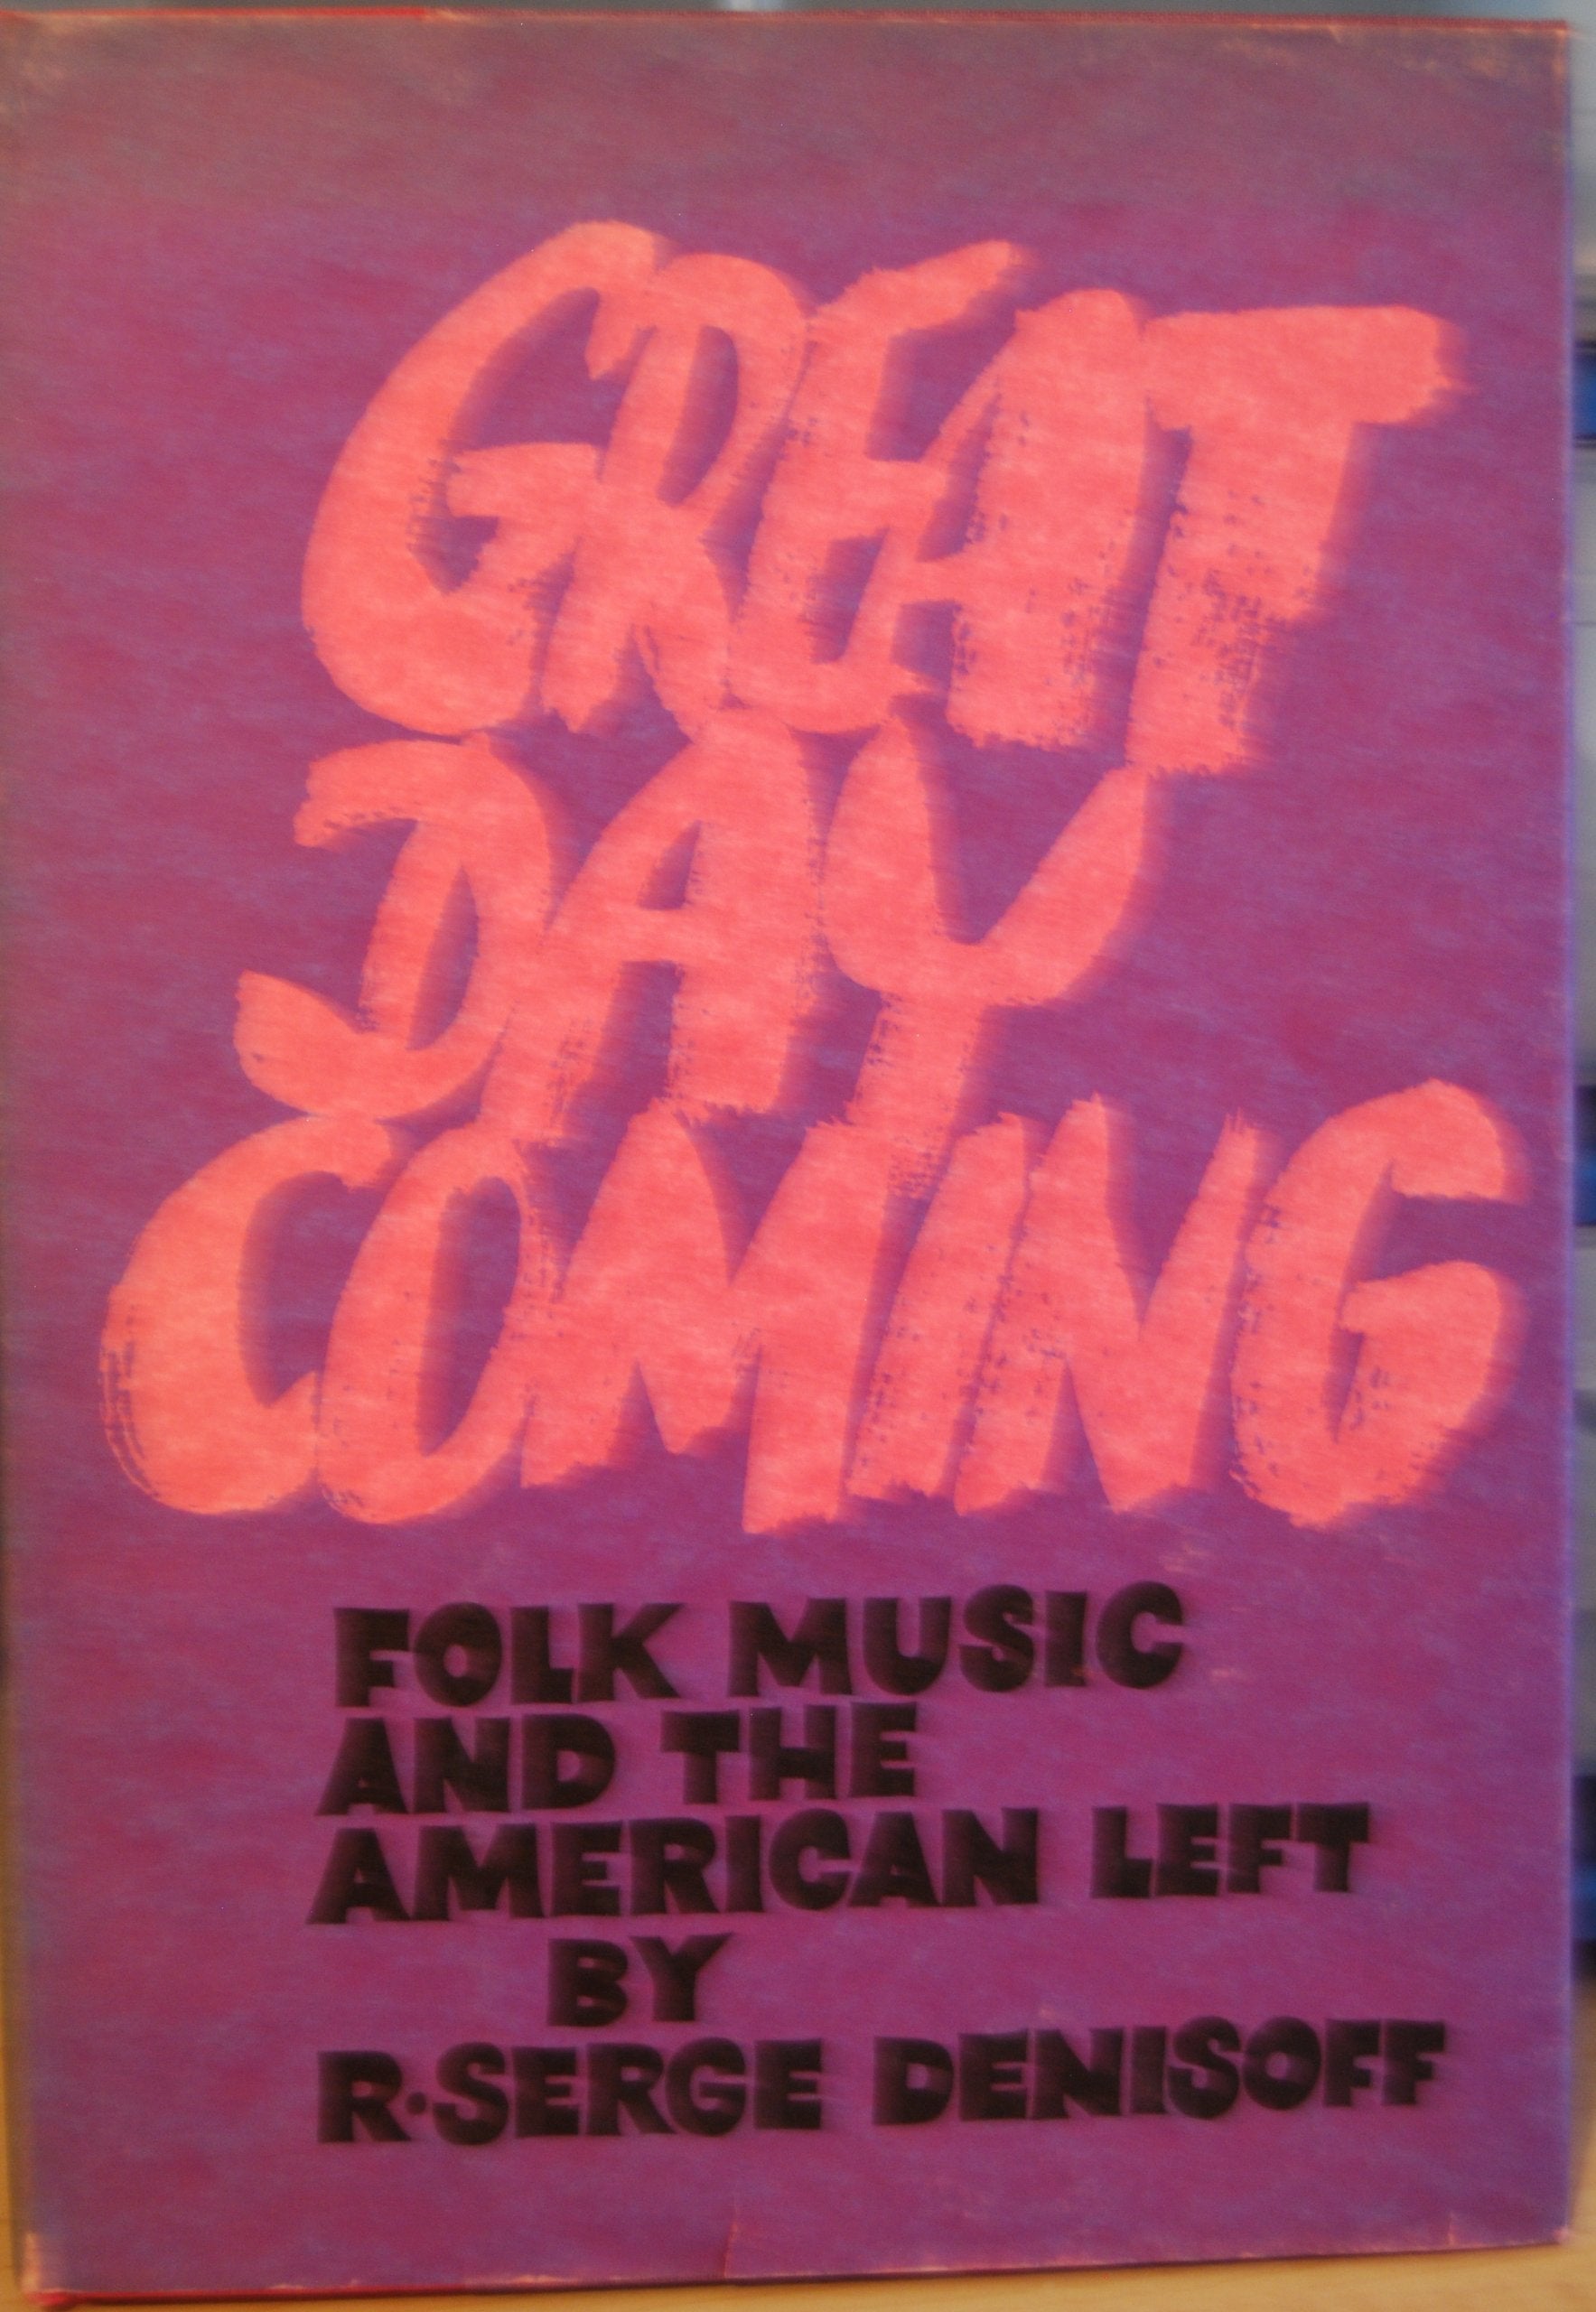 GREAT
DAY
COMING
FOLK MUSIC
AND THE
AMERICAN LEFT
BY
R·SERGE DENISOFF